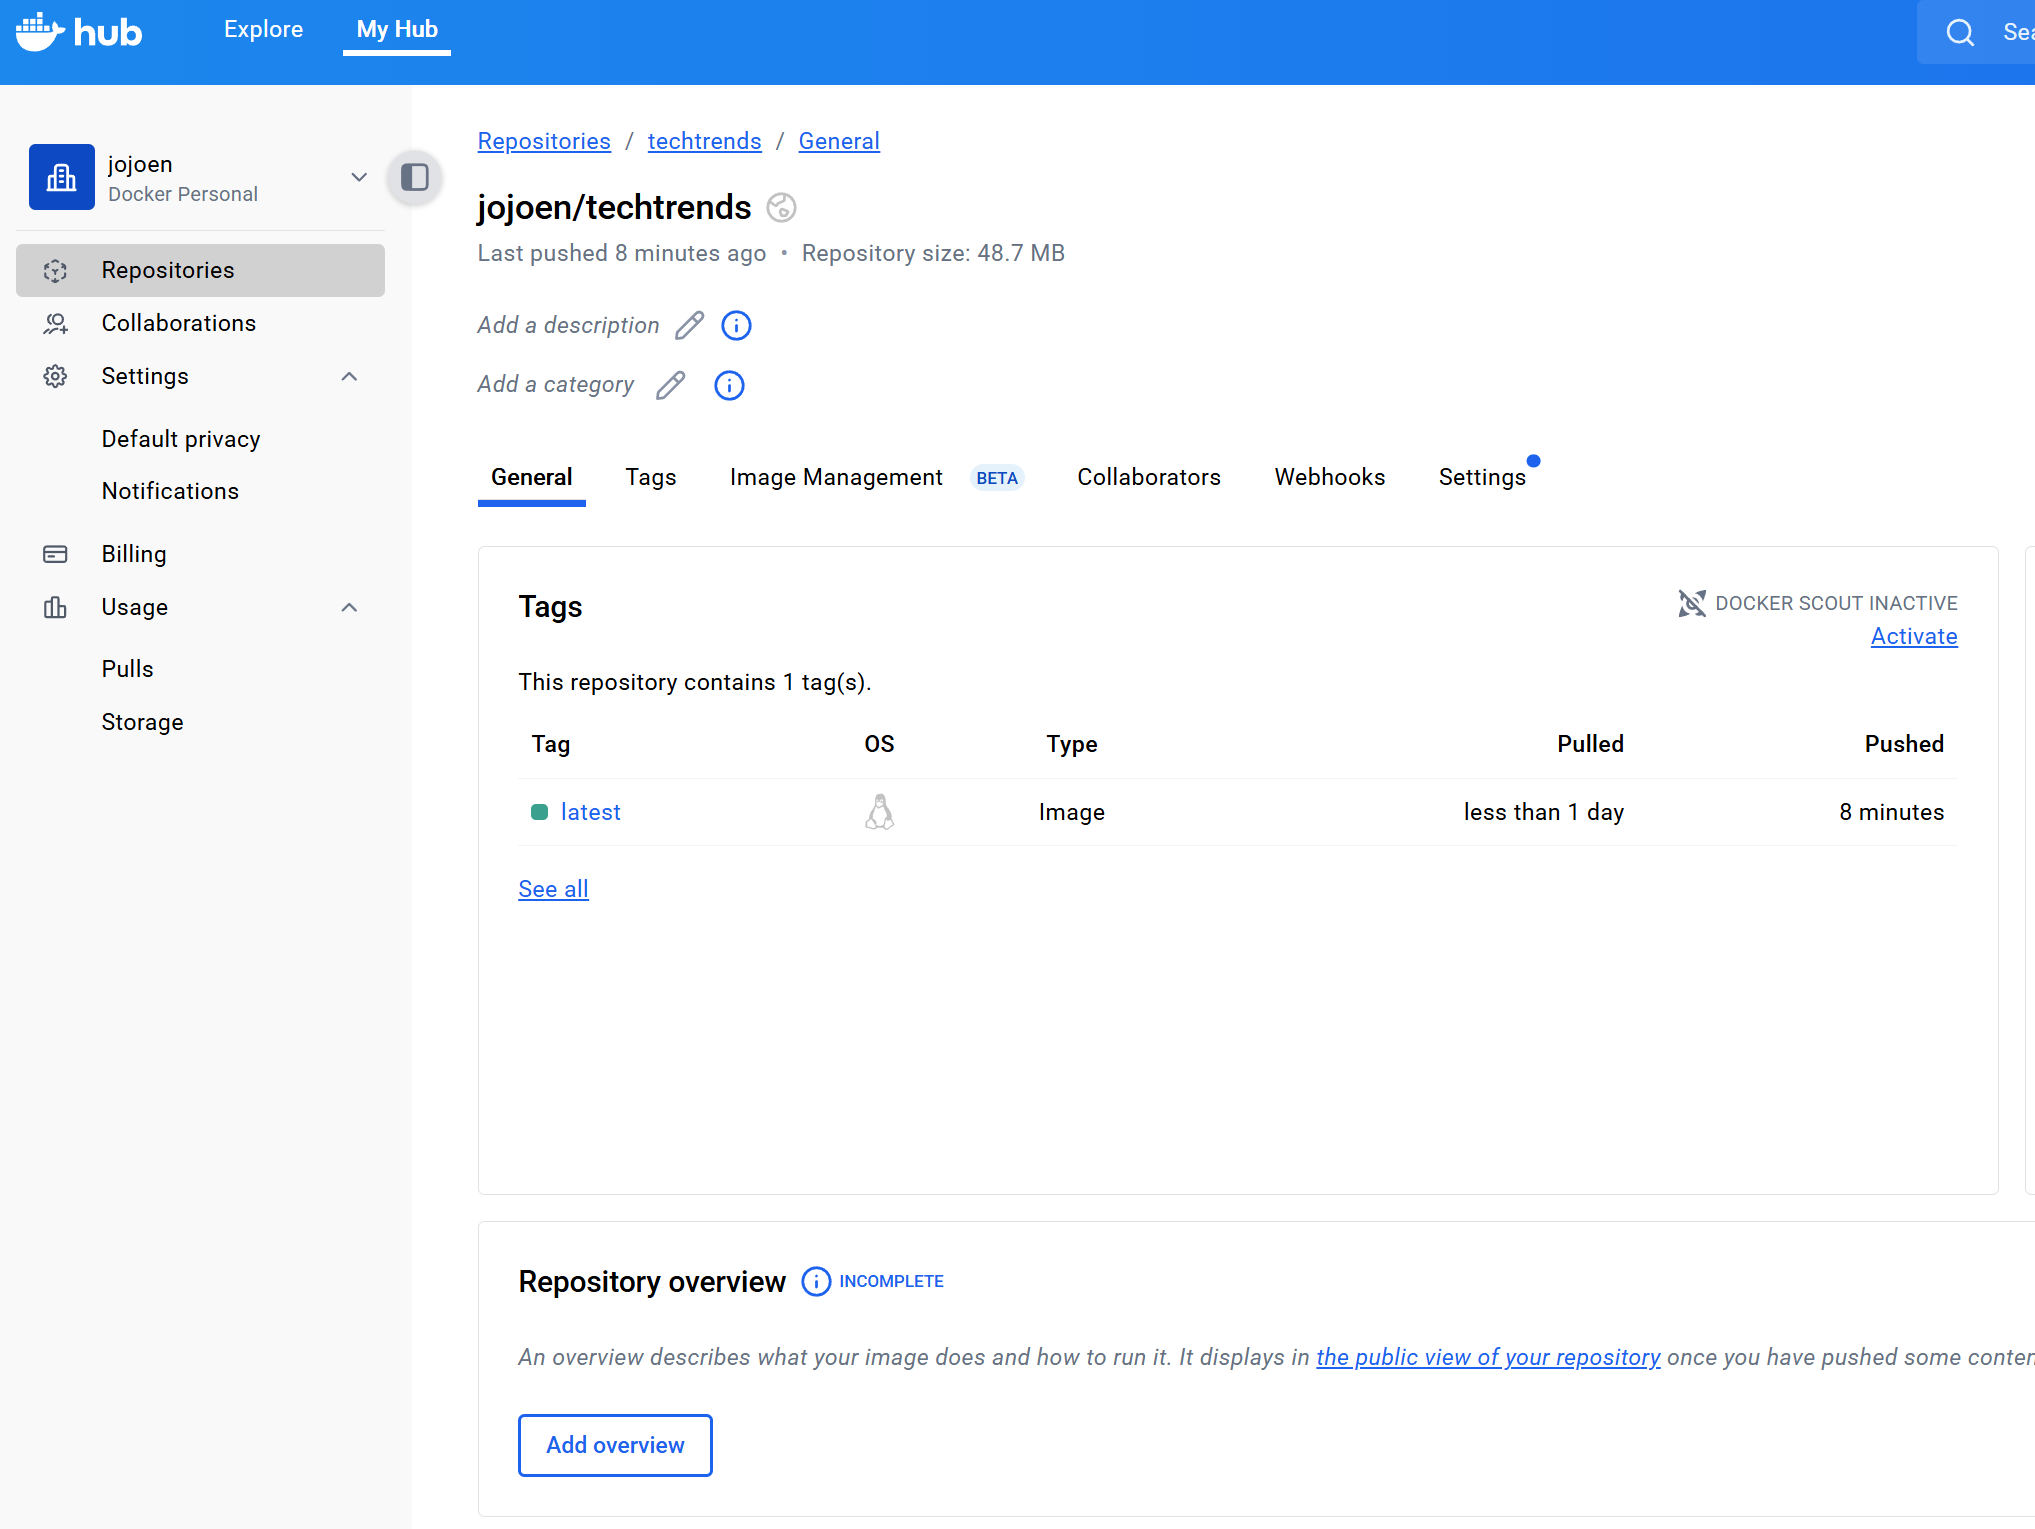 hub
Explore
My Hub
jojoen
Docker Personal
Repositories
Collaborations
Settings
Default privacy
Notifications
Billing
Usage
Pulls
Storage
Repositories / techtrends / General
jojoen/techtrends
Last pushed 8 minutes ago • Repository size: 48.7 MB
Add a description
Add a category
General Tags Image Management BETA Collaborators Webhooks Settings
Tags
DOCKER SCOUT INACTIVE
Activate
This repository contains 1 tag(s).
Tag OS Type Pulled Pushed
latest Image less than 1 day 8 minutes
See all
Repository overview INCOMPLETE
An overview describes what your image does and how to run it. It displays in the public view of your repository once you have pushed some
Add overview